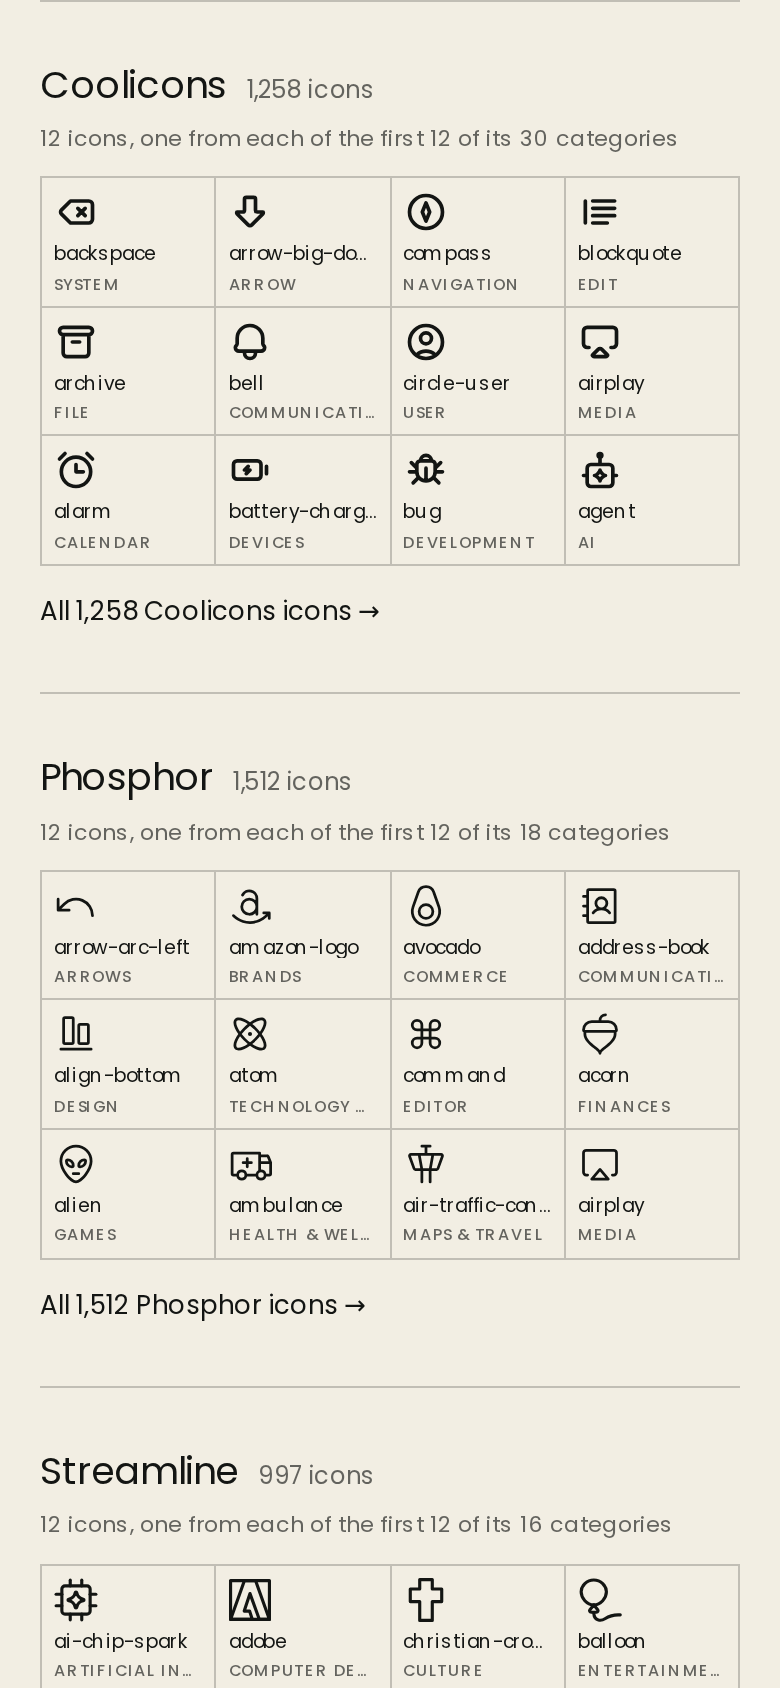 Coolicons 1,258 icons
12 icons, one from each of the first 12 of its 30 categories
backspace arrow-big-do... compass blockquote
SYSTEM ARROW NAVIGATION EDIT
archive bell circle-user airplay
FILE COMMUNICATI... USER MEDIA
alarm battery-charg... bug agent
CALENDAR DEVICES DEVELOPMENT AI
All 1,258 Coolicons icons →
Phosphor 1,512 icons
12 icons, one from each of the first 12 of its 18 categories
arrow-arc-left amazon-logo avocado address-book
ARROWS BRANDS COMMERCE COMMUNICATI...
align-bottom atom command acorn
DESIGN TECHNOLOGY ... EDITOR FINANCES
alien ambulance air-traffic-con... airplay
GAMES HEALTH & WEL... MAPS & TRAVEL MEDIA
All 1,512 Phosphor icons →
Streamline 997 icons
12 icons, one from each of the first 12 of its 16 categories
ai-chip-spark adobe christian-cro... balloon
ARTIFICIAL IN... COMPUTER DE... CULTURE ENTERTAINME...